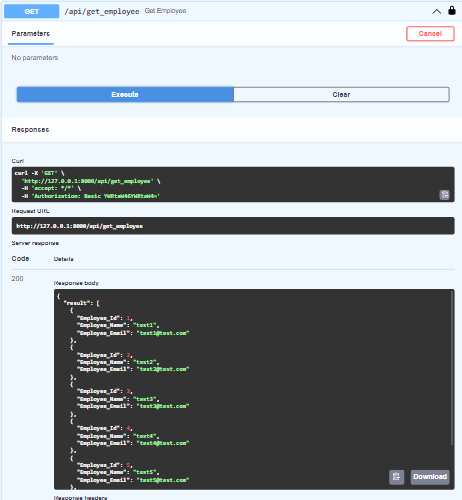 GET /api/get_employee Get Employee
Parameters
Cancel
No parameters
Execute
Clear
Responses
Curl
curl -X 'GET' \
'http://127.0.0.1:8000/api/get_employee' \
-H 'accept: */*' \
-H 'Authorization: Basic
Request URL
http://127.0.0.1:8000/api/get_employee
Server response
Code Details
200
Response body
{
"result": [
{
"Employee_Id": 1,
"Employee_Name": "test1",
"Employee_Email": "test1@test.com"
},
{
"Employee_Id": 2,
"Employee_Name": "test2",
"Employee_Email": "test2@test.com"
},
{
"Employee_Id": 3,
"Employee_Name": "test3",
"Employee_Email": "test3@test.com"
},
{
"Employee_Id": 4,
"Employee_Name": "test4",
"Employee_Email": "test4@test.com"
},
{
"Employee_Id": 5,
"Employee_Name": "test5",
"Employee_Email": "test5@test.com"
},
Download
Response headers